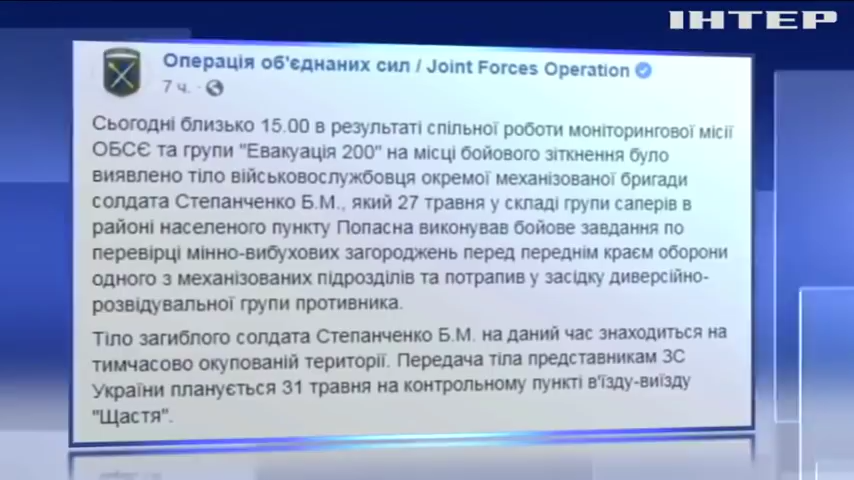 ІНТЕР
Операція об'єднаних сил / Joint Forces Operation
7 ч. ·
Сьогодні близько 15.00 в результаті спільної роботи моніторингової місії
ОБСЄ та групи "Евакуація 200" на місці бойового зіткнення було
виявлено тіло військовослужбовця окремої механізованої бригади
солдата Степанченко Б.М., який 27 травня у складі групи саперів в
районі населеного пункту Попасна виконував бойове завдання по
перевірці мінно-вибухових загороджень перед переднім краєм оборони
одного з механізованих підрозділів та потрапив у засідку диверсійно-
розвідувальної групи противника.
Тіло загиблого солдата Степанченко Б.М. на даний час знаходиться на
тимчасово окупованій території. Передача тіла представникам ЗС
України планується 31 травня на контрольному пункті в'їзду-виїзду
"Щастя".